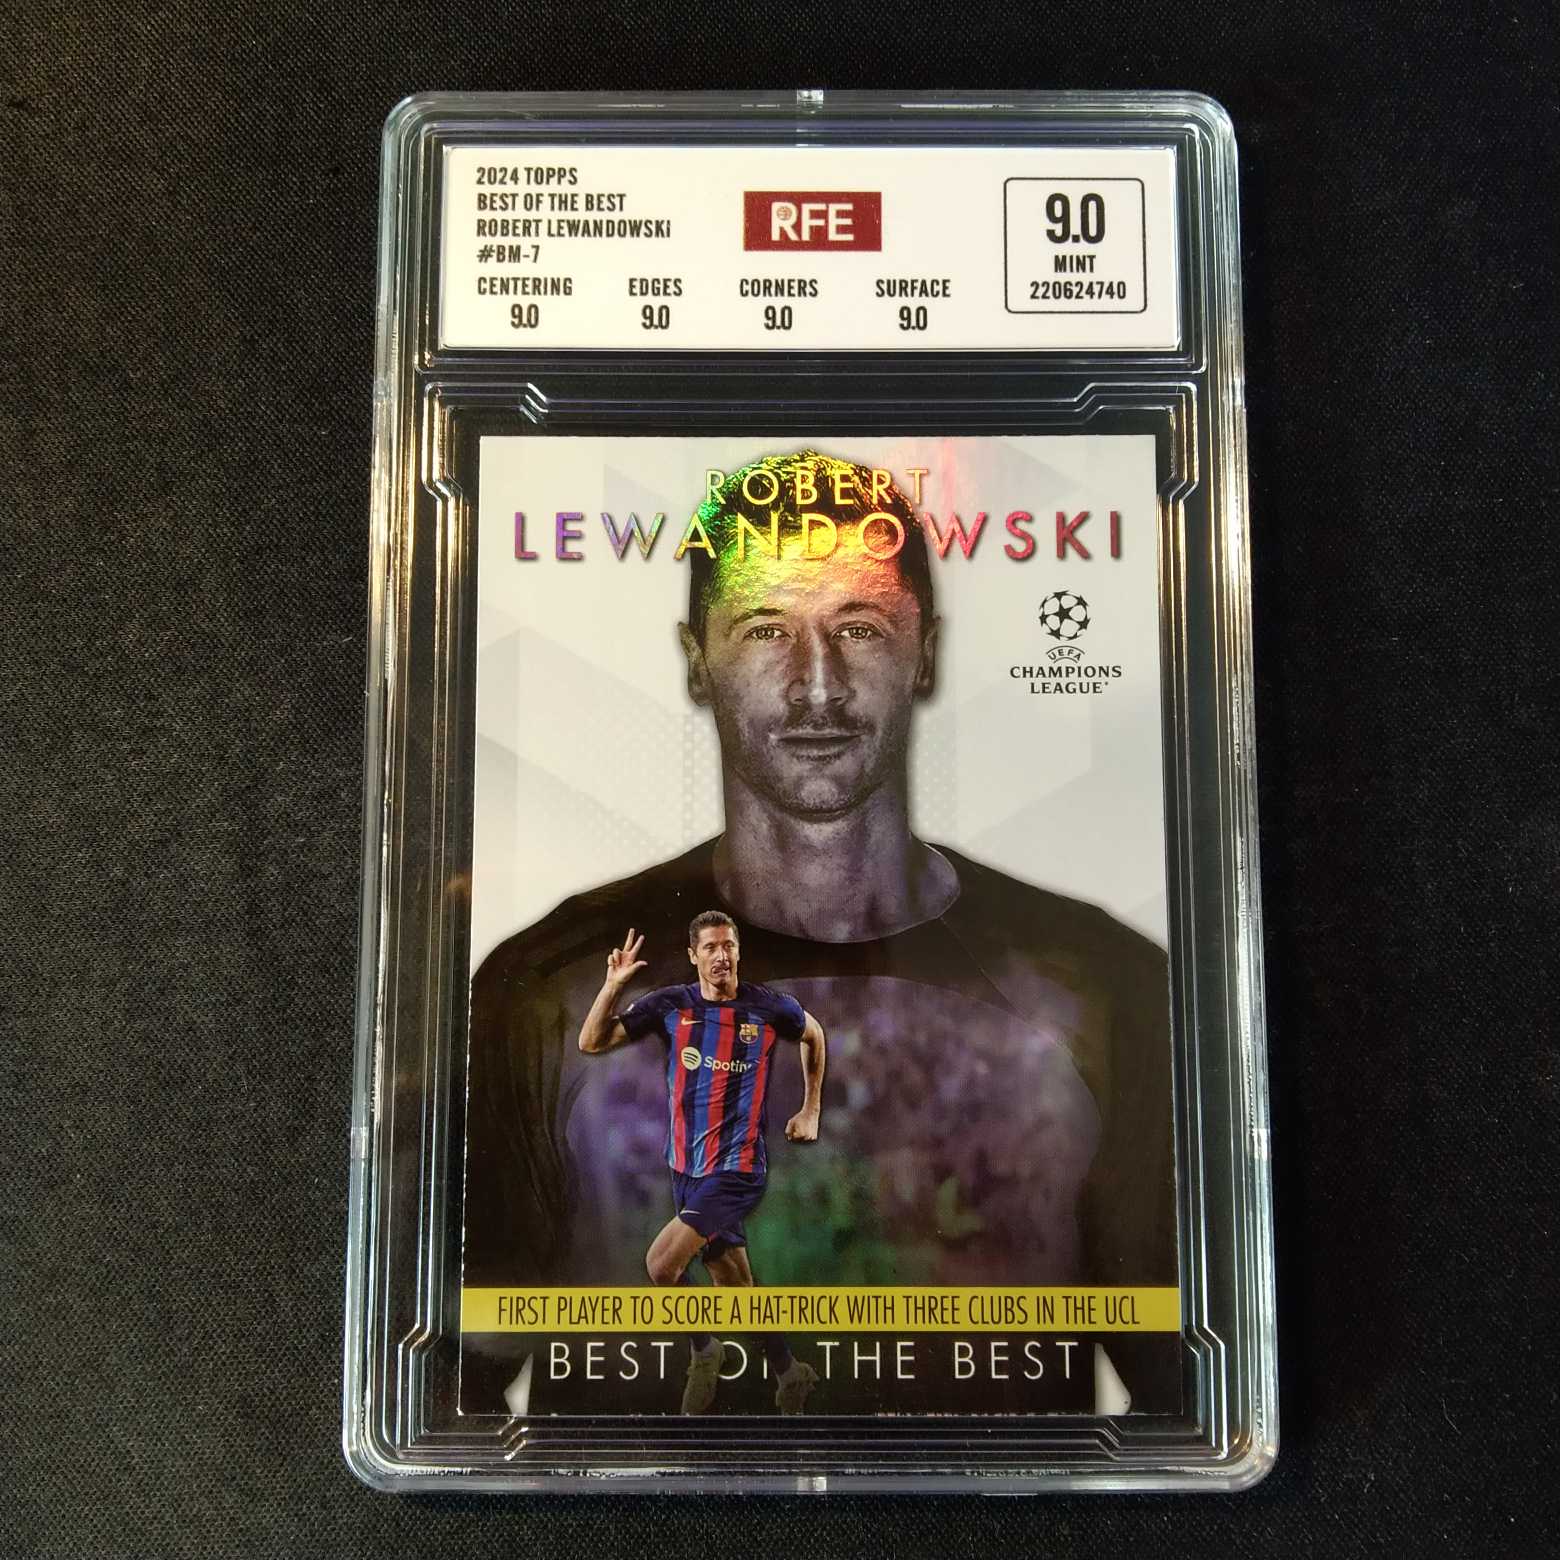 2024 TOPPS
BEST OF THE BEST
ROBERT LEWANDOWSKI
#BM-7
RFE
9.0
MINT
220624740
CENTERING EDGES CORNERS SURFACE
9.0 9.0 9.0 9.0
ROBERT
LEWANDOWSKI
UEFA
CHAMPIONS
LEAGUE
Spotify
FIRST PLAYER TO SCORE A HAT-TRICK WITH THREE CLUBS IN THE UCL
BEST OF THE BEST